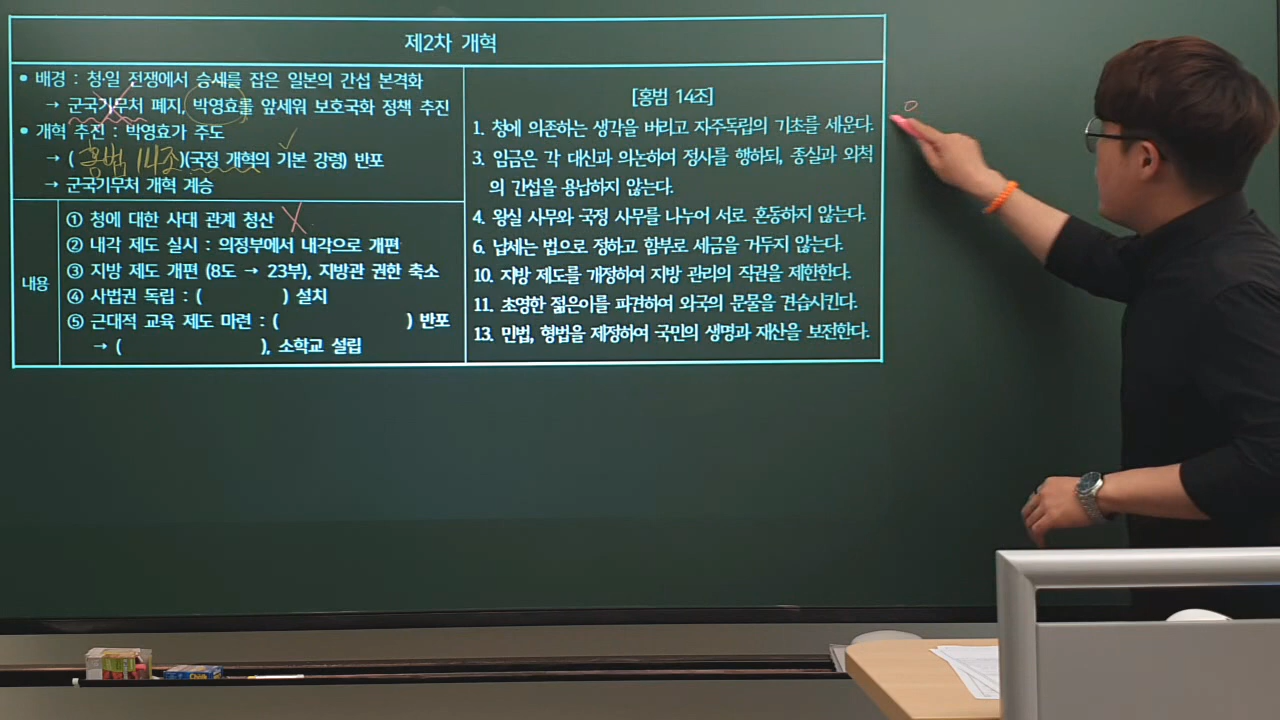 제2차 개혁
• 배경 : 청·일 전쟁에서 승세를 잡은 일본의 간섭 본격화
→ 군국기무처 폐지, 박영효를 앞세워 보호국화 정책 추진
• 개혁 추진 : 박영효가 주도
→ ( 홍범 14조 )(국정 개혁의 기본 강령) 반포
→ 군국기무처 개혁 계승
내용
① 청에 대한 사대 관계 청산
② 내각 제도 실시 : 의정부에서 내각으로 개편
③ 지방 제도 개편 (8도 → 23부), 지방관 권한 축소
④ 사법권 독립 : ( ) 설치
⑤ 근대적 교육 제도 마련 : ( ) 반포
→ ( ), 소학교 설립
[홍범 14조]
1. 청에 의존하는 생각을 버리고 자주독립의 기초를 세운다.
3. 임금은 각 대신과 의논하여 정사를 행하되, 종실과 외척
의 간섭을 용납하지 않는다.
4. 왕실 사무와 국정 사무를 나누어 서로 혼동하지 않는다.
6. 납세는 법으로 정하고 함부로 세금을 거두지 않는다.
10. 지방 제도를 개정하여 지방 관리의 직권을 제한한다.
11. 초영한 젊은이를 파견하여 외국의 문물을 견습시킨다.
13. 민법, 형법을 제정하여 국민의 생명과 재산을 보전한다.